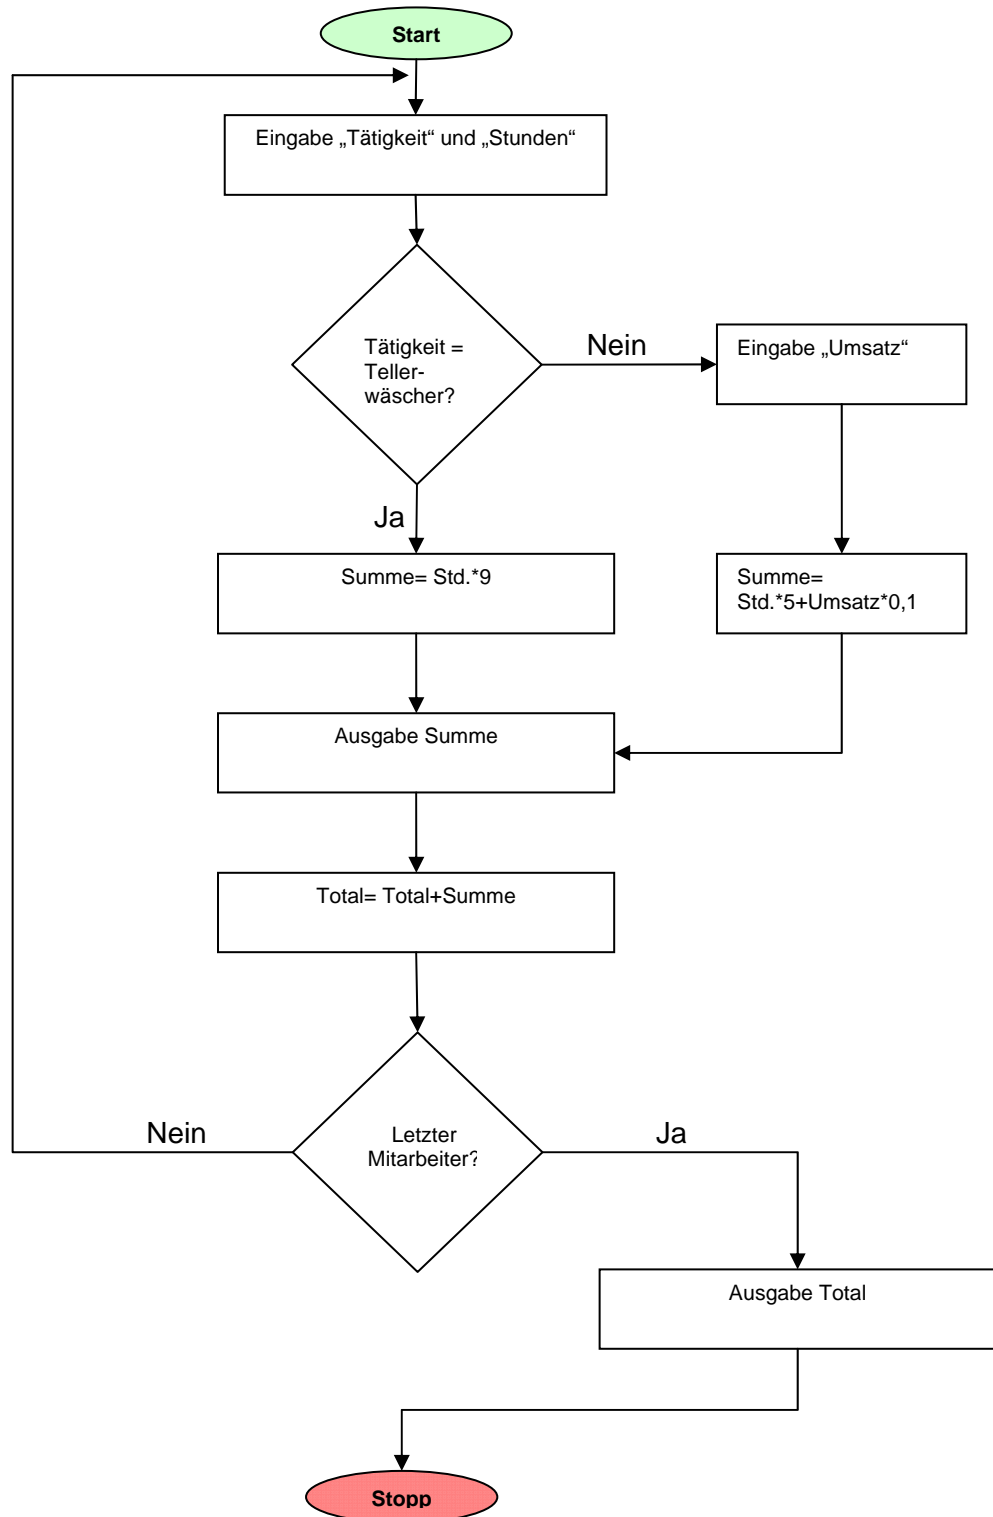 Start
Eingabe „Tätigkeit“ und „Stunden“
Tätigkeit =
Teller-
wäscher?
Nein
Eingabe „Umsatz“
Ja
Summe= Std.*9
Summe=
Std.*5+Umsatz*0,1
Ausgabe Summe
Total= Total+Summe
Nein
Letzter
Mitarbeiter?
Ja
Ausgabe Total
Stopp